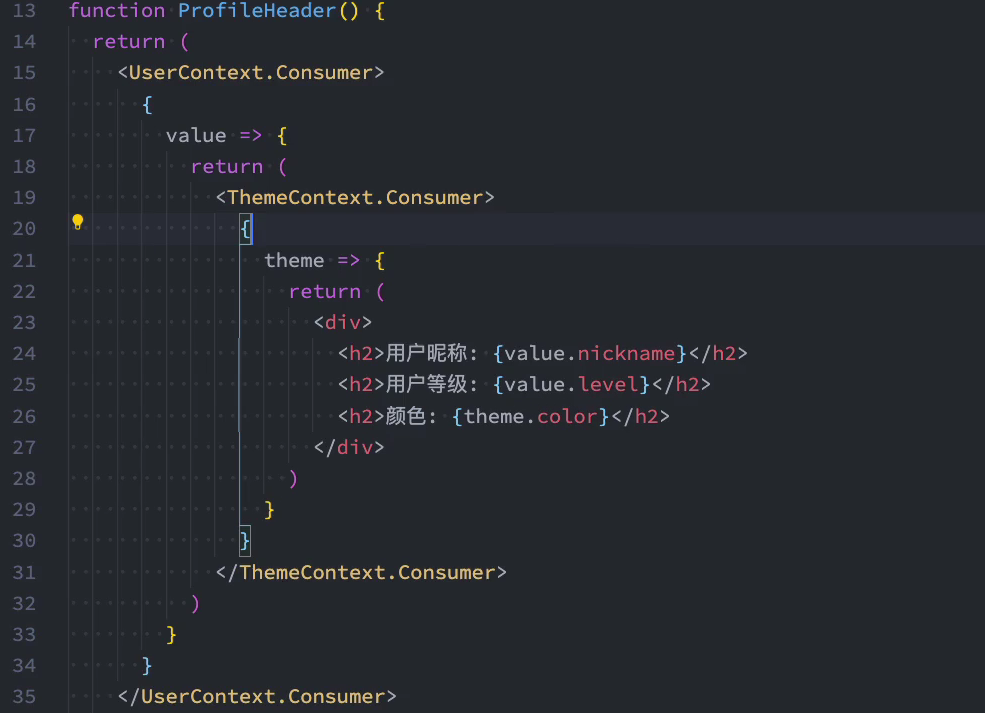 13 function ProfileHeader() {
14 return (
15 <UserContext.Consumer>
16 {
17 value => {
18 return (
19 <ThemeContext.Consumer>
20 {
21 theme => {
22 return (
23 <div>
24 <h2>用户昵称: {value.nickname}</h2>
25 <h2>用户等级: {value.level}</h2>
26 <h2>颜色: {theme.color}</h2>
27 </div>
28 )
29 }
30 }
31 </ThemeContext.Consumer>
32 )
33 }
34 }
35 </UserContext.Consumer>